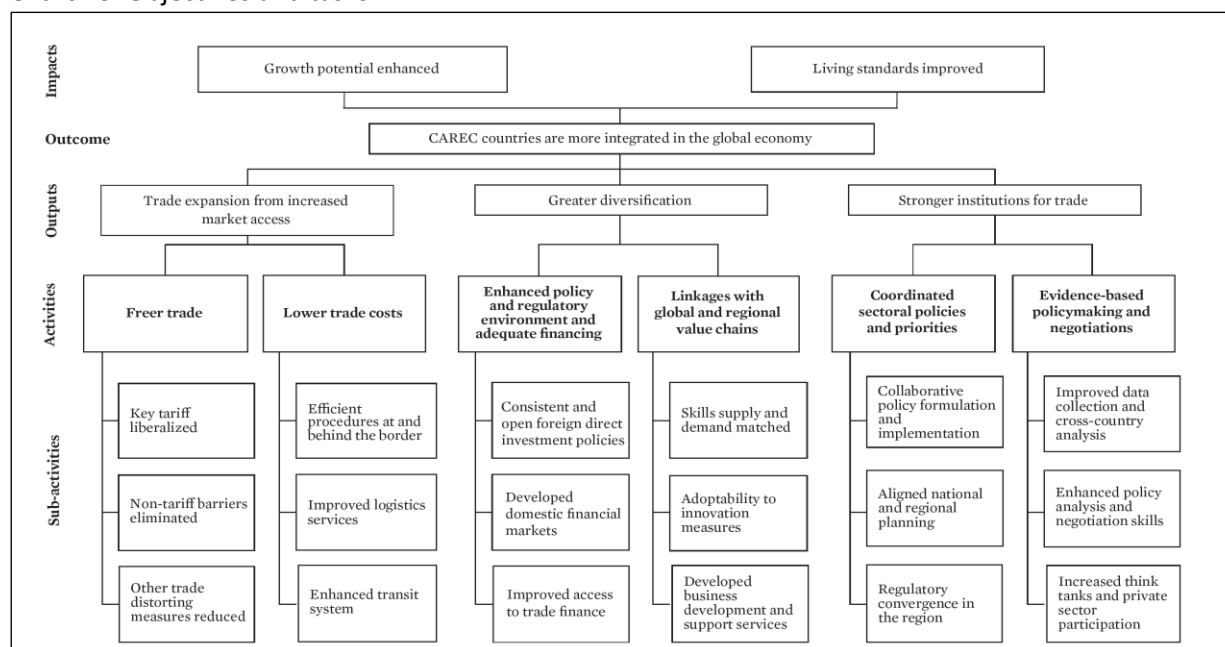 Impacts
Growth potential enhanced
Living standards improved
Outcome
CAREC countries are more integrated in the global economy
Outputs
Trade expansion from increased
market access
Greater diversification
Stronger institutions for trade
Activities
Freer trade
Lower trade costs
Enhanced policy
and regulatory
environment and
adequate financing
Linkages with
global and regional
value chains
Coordinated
sectoral policies
and priorities
Evidence-based
policymaking and
negotiations
Sub-activities
Key tariff
liberalized
Efficient
procedures at and
behind the border
Consistent and
open foreign direct
investment policies
Skills supply and
demand matched
Collaborative
policy formulation
and
implementation
Improved data
collection and
cross-country
analysis
Non-tariff barriers
eliminated
Improved logistics
services
Developed
domestic financial
markets
Adoptability to
innovation
measures
Aligned national
and regional
planning
Enhanced policy
analysis and
negotiation skills
Other trade
distorting
measures reduced
Enhanced transit
system
Improved access
to trade finance
Developed
business
development and
support services
Regulatory
convergence in
the region
Increased think
tanks and private
sector
participation